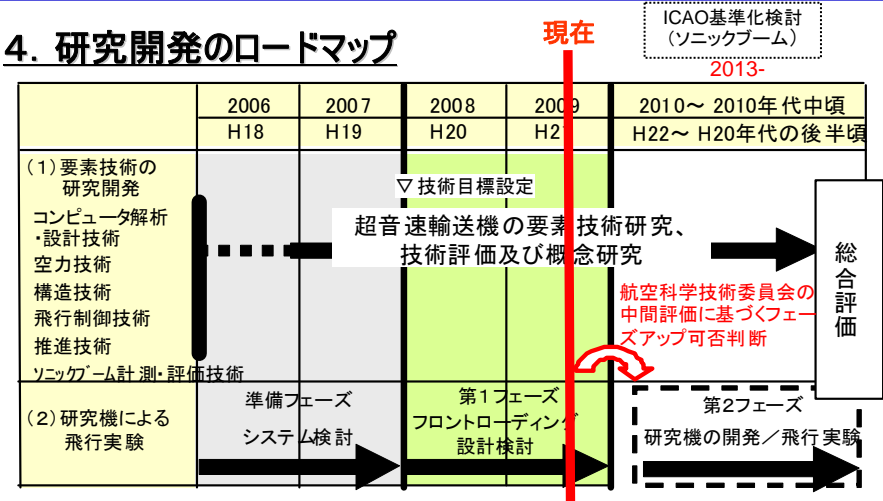 ４．研究開発のロードマップ
現在
ICAO基準化検討
（ソニックブーム）
2013-
2006 2007 2008 2009 2010～ 2010年代中頃
H18 H19 H20 H21 H22～ H20年代の後半頃
（１）要素技術の
研究開発
コンピュータ解析
・設計技術
空力技術
構造技術
飛行制御技術
推進技術
ソニックブーム計測・評価技術
▽技術目標設定
超音速輸送機の要素技術研究、
技術評価及び概念研究
航空科学技術委員会の
中間評価に基づくフェー
ズアップ可否判断
総合評価
（２）研究機による
飛行実験
準備フェーズ
システム検討
第１フェーズ
フロントローディング
設計検討
第２フェーズ
研究機の開発／飛行実験